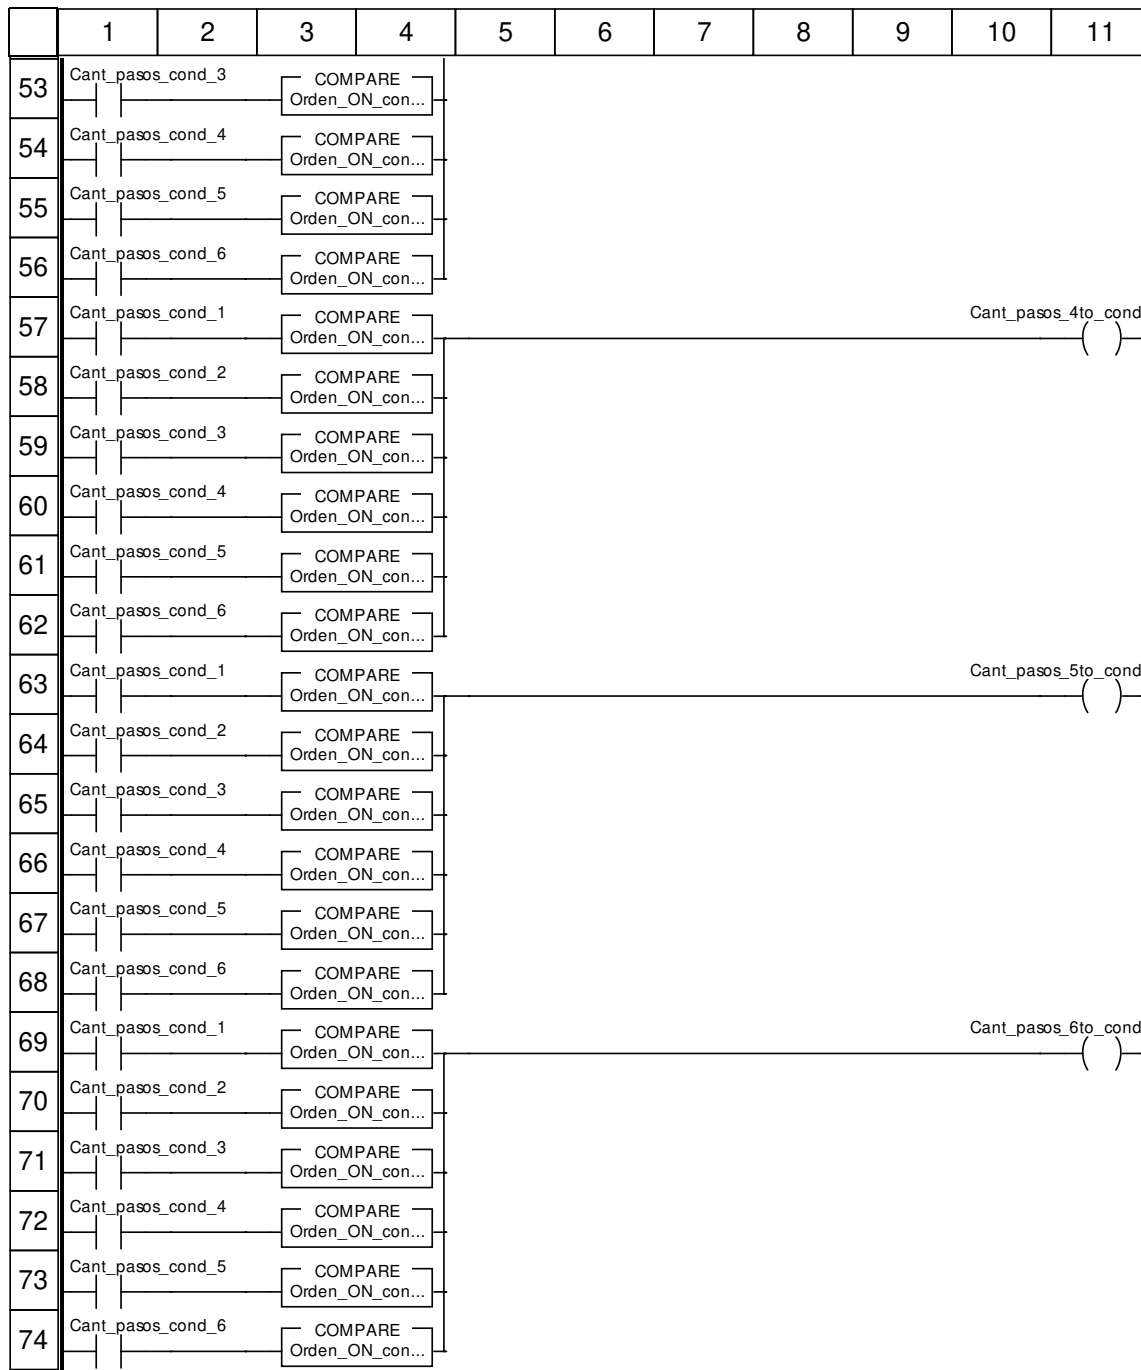 1 2 3 4 5 6 7 8 9 10 11
53 Cant_pasos_cond_3 COMPARE
Orden_ON_con...
54 Cant_pasos_cond_4 COMPARE
Orden_ON_con...
55 Cant_pasos_cond_5 COMPARE
Orden_ON_con...
56 Cant_pasos_cond_6 COMPARE
Orden_ON_con...
57 Cant_pasos_cond_1 COMPARE Cant_pasos_4to_cond
Orden_ON_con...
58 Cant_pasos_cond_2 COMPARE
Orden_ON_con...
59 Cant_pasos_cond_3 COMPARE
Orden_ON_con...
60 Cant_pasos_cond_4 COMPARE
Orden_ON_con...
61 Cant_pasos_cond_5 COMPARE
Orden_ON_con...
62 Cant_pasos_cond_6 COMPARE
Orden_ON_con...
63 Cant_pasos_cond_1 COMPARE Cant_pasos_5to_cond
Orden_ON_con...
64 Cant_pasos_cond_2 COMPARE
Orden_ON_con...
65 Cant_pasos_cond_3 COMPARE
Orden_ON_con...
66 Cant_pasos_cond_4 COMPARE
Orden_ON_con...
67 Cant_pasos_cond_5 COMPARE
Orden_ON_con...
68 Cant_pasos_cond_6 COMPARE
Orden_ON_con...
69 Cant_pasos_cond_1 COMPARE Cant_pasos_6to_cond
Orden_ON_con...
70 Cant_pasos_cond_2 COMPARE
Orden_ON_con...
71 Cant_pasos_cond_3 COMPARE
Orden_ON_con...
72 Cant_pasos_cond_4 COMPARE
Orden_ON_con...
73 Cant_pasos_cond_5 COMPARE
Orden_ON_con...
74 Cant_pasos_cond_6 COMPARE
Orden_ON_con...